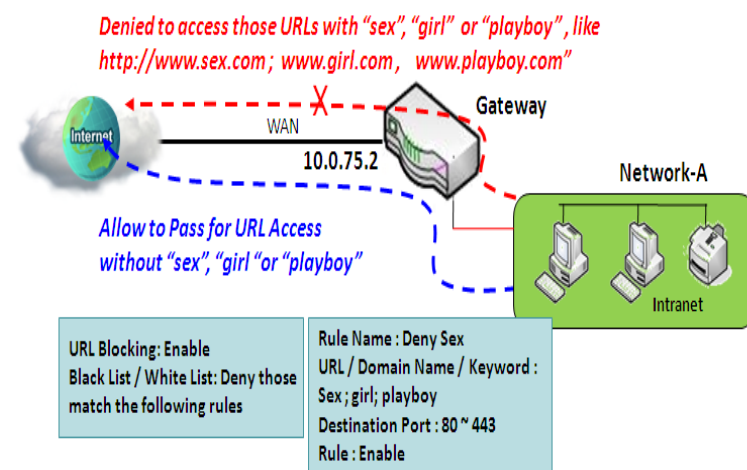 Denied to access those URLs with “sex”, “girl” or “playboy” , like
http://www.sex.com ; www.girl.com , www.playboy.com”
Gateway
Internet
WAN
10.0.75.2
Network-A
Allow to Pass for URL Access
without “sex”, “girl “or “playboy”
Intranet
URL Blocking: Enable
Black List / White List: Deny those
match the following rules
Rule Name : Deny Sex
URL / Domain Name / Keyword :
Sex ; girl; playboy
Destination Port : 80 ~ 443
Rule : Enable